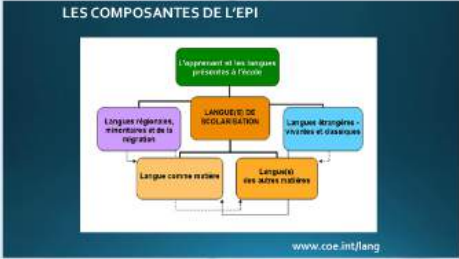 LES COMPOSANTES DE L'EPI
L'apprenant et les langues
présentes à l'école
Langues régionales,
minoritaires et de la
migration
LANGUE(S) DE
SCOLARISATION
Langues étrangères -
vivantes et classiques
Langue comme matière
Langue(s)
des autres matières
www.coe.int/lang